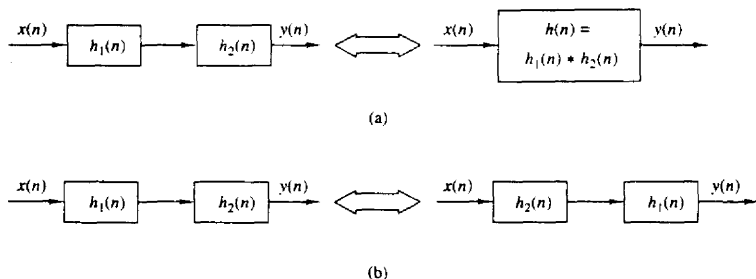 x(n) h₁(n) h₂(n) y(n) x(n) h(n) = h₁(n) * h₂(n) y(n)
(a)
x(n) h₁(n) h₂(n) y(n) x(n) h₂(n) h₁(n) y(n)
(b)